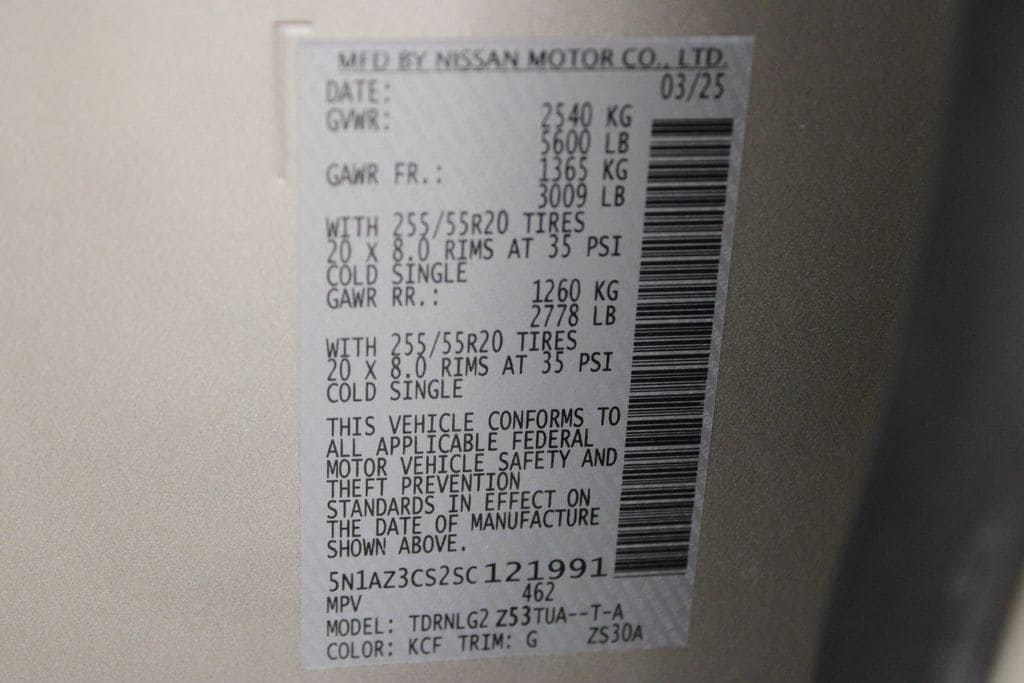 MFD BY NISSAN MOTOR CO., LTD.
DATE: 03/25
GVWR: 2540 KG
5600 LB
GAWR FR.: 1365 KG
3009 LB
WITH 255/55R20 TIRES
20 X 8.0 RIMS AT 35 PSI
COLD SINGLE
GAWR RR.: 1260 KG
2778 LB
WITH 255/55R20 TIRES
20 X 8.0 RIMS AT 35 PSI
COLD SINGLE
THIS VEHICLE CONFORMS TO
ALL APPLICABLE FEDERAL
MOTOR VEHICLE SAFETY AND
THEFT PREVENTION
STANDARDS IN EFFECT ON
THE DATE OF MANUFACTURE
SHOWN ABOVE.
5N1AZ3CS2SC121991
MPV 462
MODEL: TDRNLG2 Z53TUA--T-A
COLOR: KCF TRIM: G ZS30A